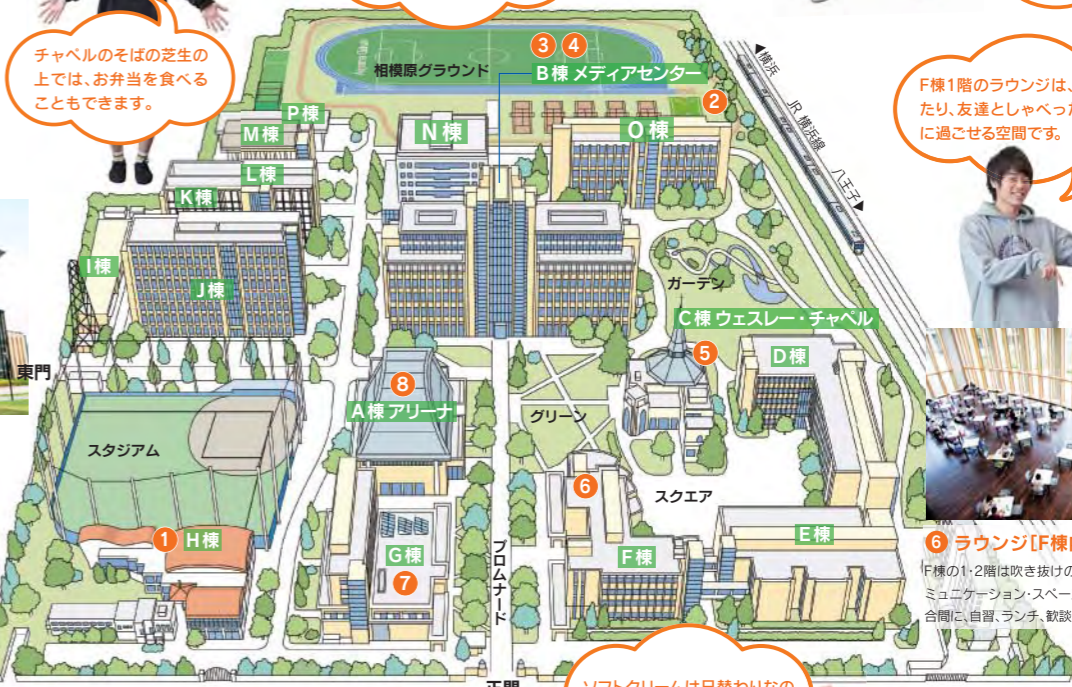 チャペルのそばの芝生の
上では、お弁当を食べる
こともできます。
相模原グラウンド
3 4
B棟 メディアセンター
2
▲横浜
JR 横浜線
八王子▶
F棟1階のラウンジは、
たり、友達としゃべった
に過ごせる空間です。
P棟
M棟
N棟
O棟
L棟
K棟
I棟
J棟
ガーデン
C棟 ウェスレー・チャペル
5
D棟
東門
8
A棟 アリーナ
グリーン
スタジアム
6
スクエア
1 H棟
G棟
7
プロムナード
F棟
E棟
6 ラウンジ[F棟
F棟の1・2階は吹き抜けの
ミュニケーション・スペー
合間に、自習、ランチ、歓談
正門
ソフトクリームは日替わりなの